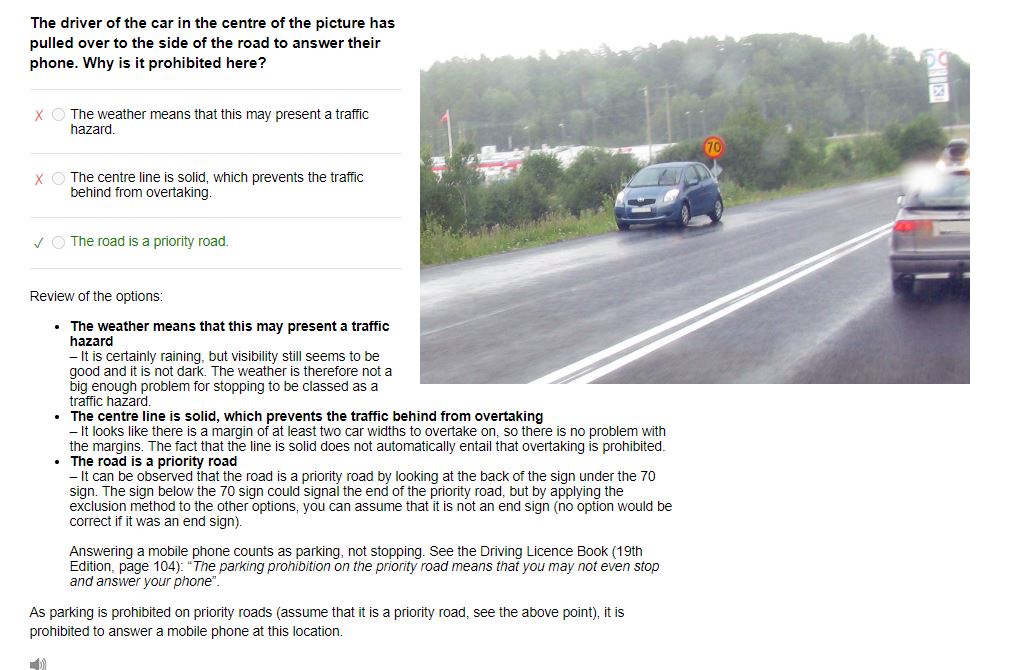 The driver of the car in the centre of the picture has
pulled over to the side of the road to answer their
phone. Why is it prohibited here?
The weather means that this may present a traffic
hazard.
The centre line is solid, which prevents the traffic
behind from overtaking.
The road is a priority road.
70
Review of the options:
• The weather means that this may present a traffic
hazard
– It is certainly raining, but visibility still seems to be
good and it is not dark. The weather is therefore not a
big enough problem for stopping to be classed as a
traffic hazard.
• The centre line is solid, which prevents the traffic behind from overtaking
– It looks like there is a margin of at least two car widths to overtake on, so there is no problem with
the margins. The fact that the line is solid does not automatically entail that overtaking is prohibited.
• The road is a priority road
– It can be observed that the road is a priority road by looking at the back of the sign under the 70
sign. The sign below the 70 sign could signal the end of the priority road, but by applying the
exclusion method to the other options, you can assume that it is not an end sign (no option would be
correct if it was an end sign).
Answering a mobile phone counts as parking, not stopping. See the Driving Licence Book (19th
Edition, page 104): “The parking prohibition on the priority road means that you may not even stop
and answer your phone”.
As parking is prohibited on priority roads (assume that it is a priority road, see the above point), it is
prohibited to answer a mobile phone at this location.